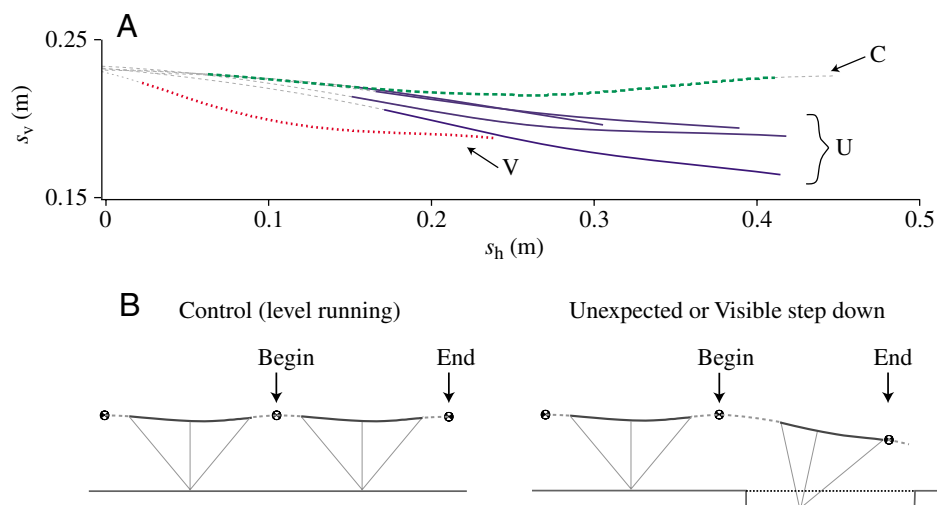 A
0.25
C
s_v (m)
U
V
0.15
0 0.1 0.2 0.3 0.4 0.5
s_h (m)
B
Control (level running) Unexpected or Visible step down
Begin End Begin End